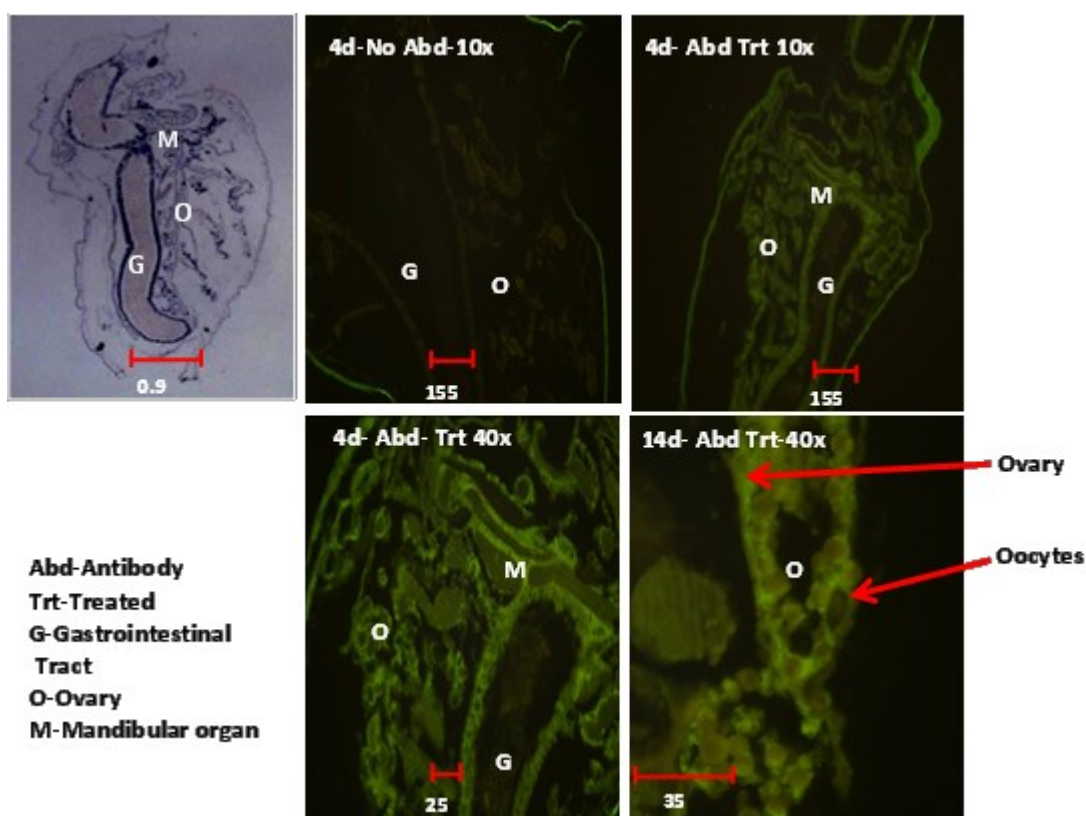 M
O
G
0.9
4d-No Abd-10x
G
O
155
4d- Abd Trt 10x
M
O
G
155
4d- Abd- Trt 40x
M
O
G
25
14d- Abd Trt-40x
O
35
Ovary
Oocytes
Abd-Antibody
Trt-Treated
G-Gastrointestinal
Tract
O-Ovary
M-Mandibular organ